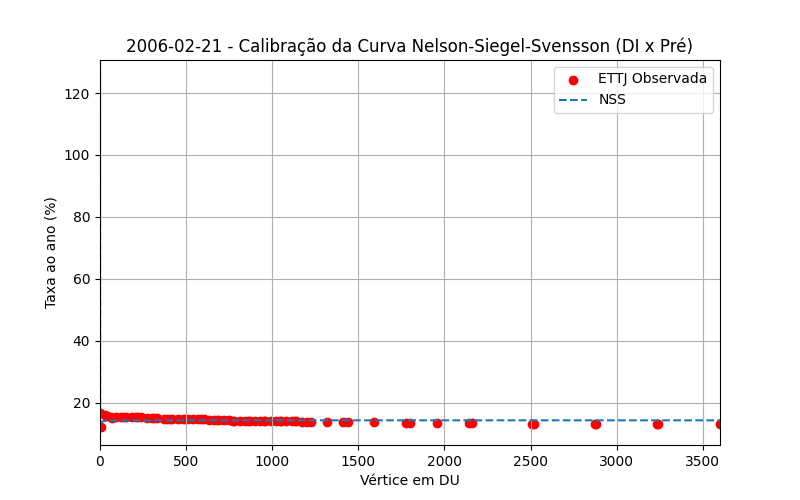 2006-02-21 - Calibração da Curva Nelson-Siegel-Svensson (DI x Pré)
ETTJ Observada
NSS
Taxa ao ano (%)
120
100
80
60
40
20
0 500 1000 1500 2000 2500 3000 3500
Vértice em DU